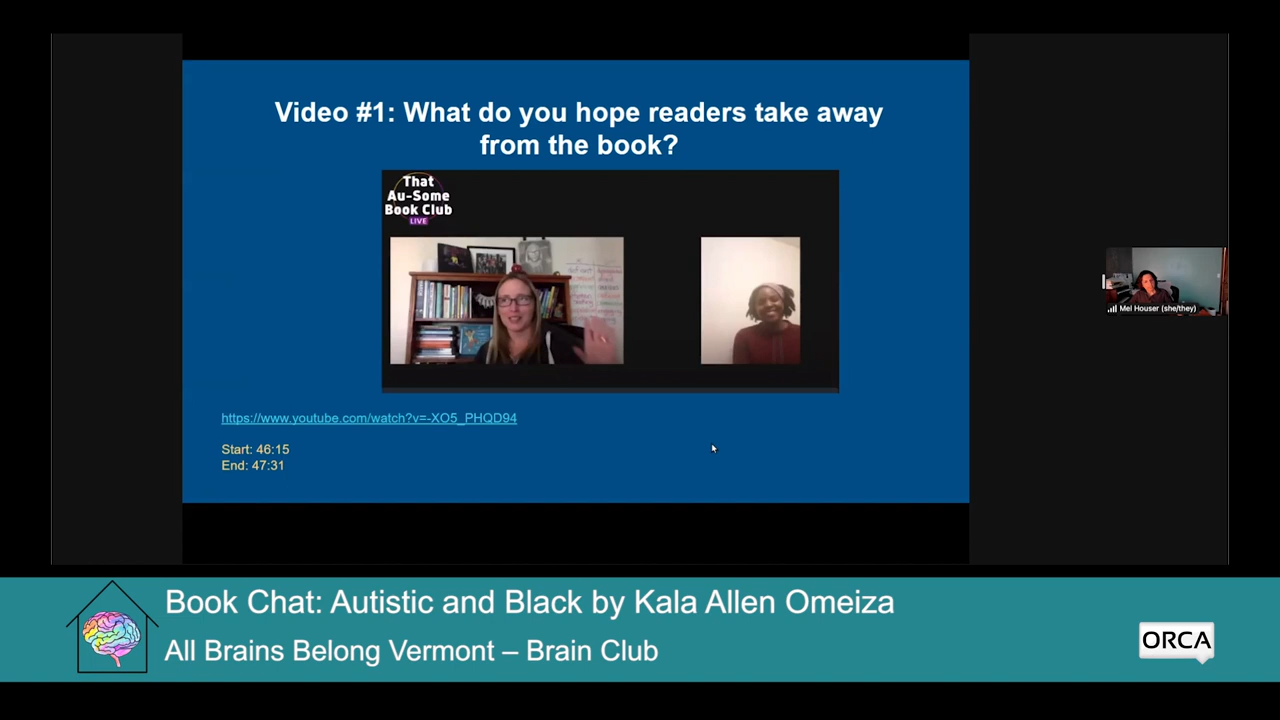 Video #1: What do you hope readers take away
from the book?
That
Au-Some
Book Club
LIVE
https://www.youtube.com/watch?v=-XO5_PHQD94
Start: 46:15
End: 47:31
Mel Houser (she/they)
Book Chat: Autistic and Black by Kala Allen Omeiza
All Brains Belong Vermont – Brain Club
ORCA